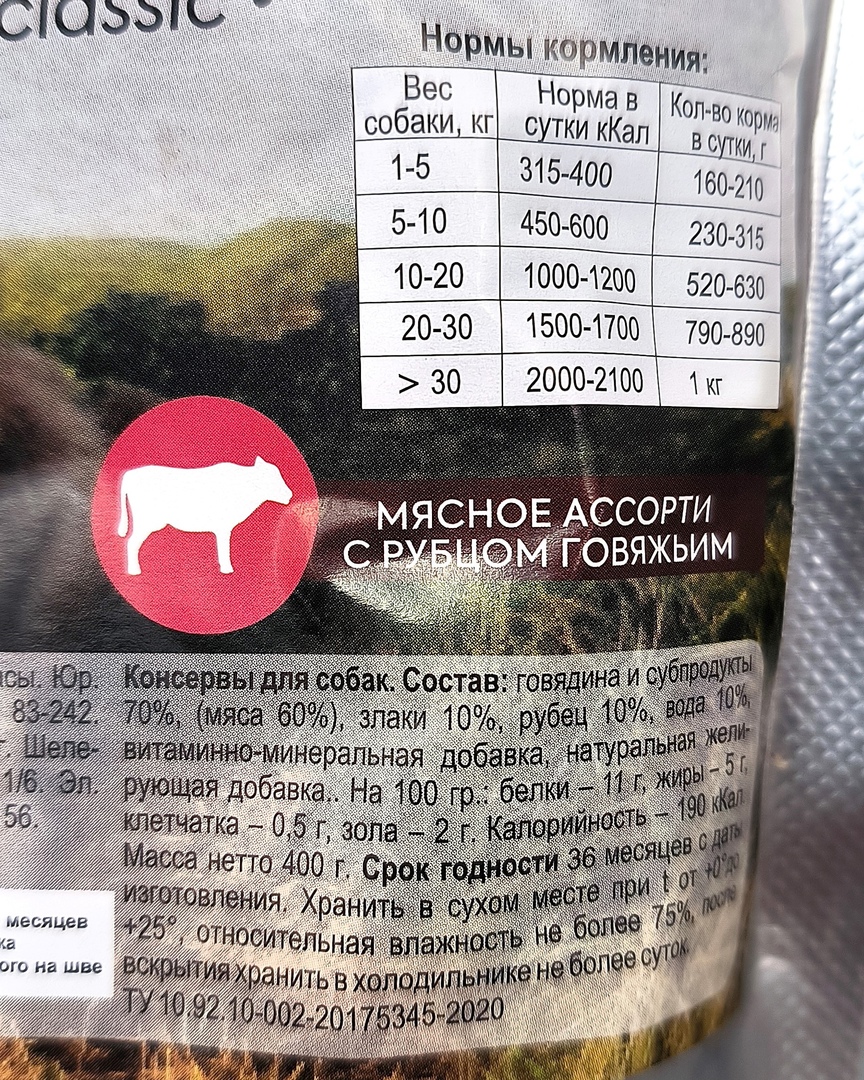 classic
Нормы кормления:
Вес собаки, кг | Норма в сутки кКал | Кол-во корма в сутки, г
1-5 | 315-400 | 160-210
5-10 | 450-600 | 230-315
10-20 | 1000-1200 | 520-630
20-30 | 1500-1700 | 790-890
> 30 | 2000-2100 | 1 кг
МЯСНОЕ АССОРТИ
С РУБЦОМ ГОВЯЖЬИМ
Юр.
83-242.
г. Шеле-
1/6. Эл.
56.
месяцев
ого на шве
Консервы для собак. Состав: говядина и субпродукты
70%, (мяса 60%), злаки 10%, рубец 10%, вода 10%,
витаминно-минеральная добавка, натуральная жели-
рующая добавка.. На 100 гр.: белки – 11 г, жиры – 5 г,
клетчатка – 0,5 г, зола – 2 г. Калорийность – 190 кКал
Масса нетто 400 г. Срок годности 36 месяцев с даты
изготовления. Хранить в сухом месте при t от +0° до
+25°, относительная влажность не более 75%, после
вскрытия хранить в холодильнике не более суток.
ТУ 10.92.10-002-20175345-2020